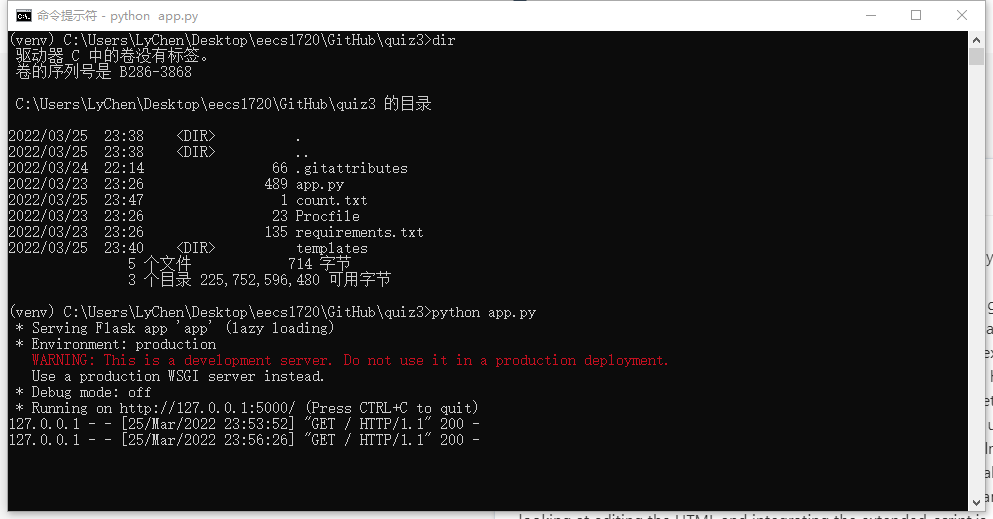 命令提示符 - python app.py
(venv) C:\Users\LyChen\Desktop\eecs1720\GitHub\quiz3>dir
驱动器 C 中的卷没有标签。
卷的序列号是 B286-3868
C:\Users\LyChen\Desktop\eecs1720\GitHub\quiz3 的目录
2022/03/25 23:38 <DIR> .
2022/03/25 23:38 <DIR> ..
2022/03/24 22:14 66 .gitattributes
2022/03/23 23:26 489 app.py
2022/03/25 23:47 1 count.txt
2022/03/23 23:26 23 Procfile
2022/03/23 23:26 135 requirements.txt
2022/03/25 23:40 <DIR> templates
5 个文件 714 字节
3 个目录 225,752,596,480 可用字节
(venv) C:\Users\LyChen\Desktop\eecs1720\GitHub\quiz3>python app.py
* Serving Flask app 'app' (lazy loading)
* Environment: production
WARNING: This is a development server. Do not use it in a production deployment.
Use a production WSGI server instead.
* Debug mode: off
* Running on http://127.0.0.1:5000/ (Press CTRL+C to quit)
127.0.0.1 - - [25/Mar/2022 23:53:52] "GET / HTTP/1.1" 200 -
127.0.0.1 - - [25/Mar/2022 23:56:26] "GET / HTTP/1.1" 200 -
looking at editing the HTML and integrating the extended script is